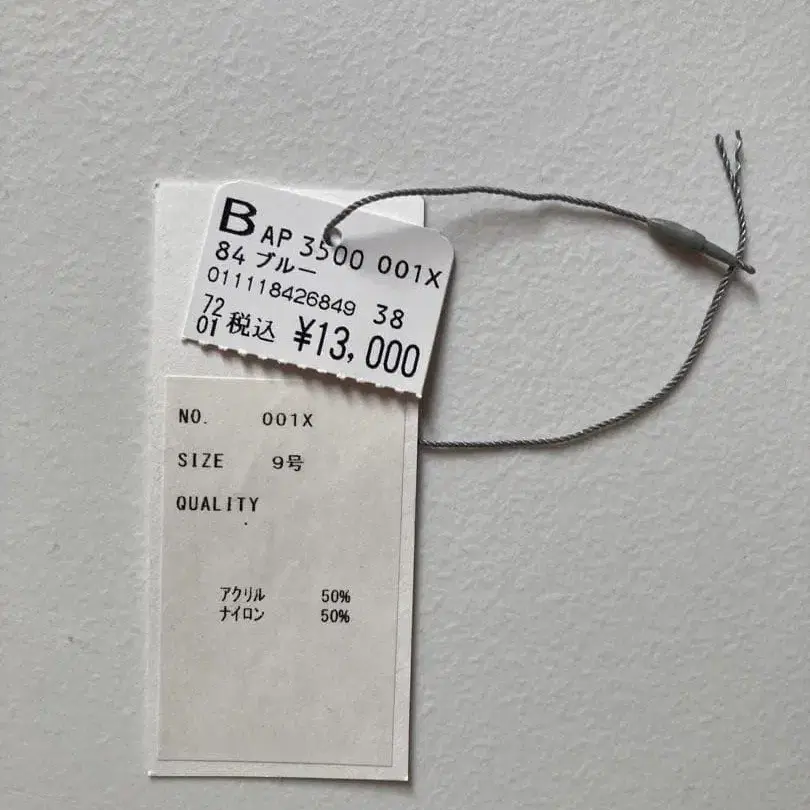 B AP 3500 001X
84 ブルー
011118426849 38
72
01 税込 ¥13,000
NO. 001X
SIZE 9号
QUALITY
アクリル 50%
ナイロン 50%